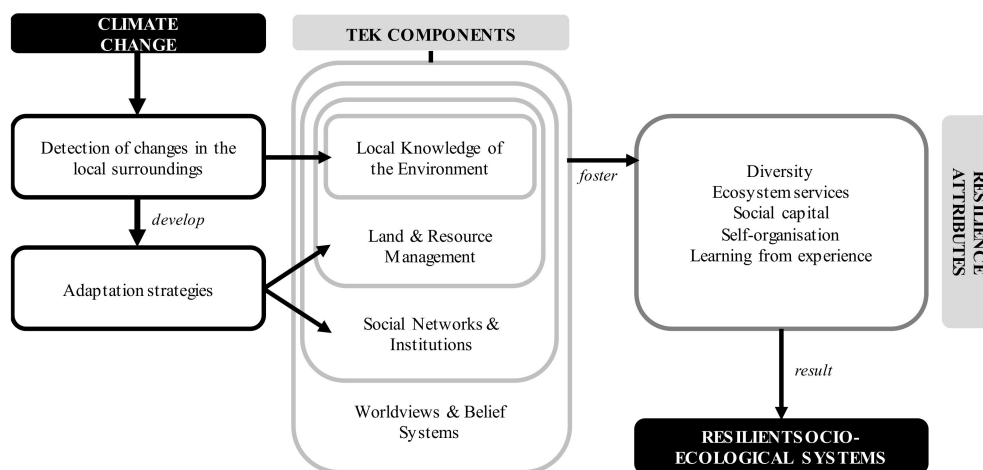 CLIMATE
CHANGE
TEK COMPONENTS
Detection of changes in the
local surroundings
develop
Adaptation strategies
Local Knowledge of
the Environment
Land & Resource
Management
Social Networks &
Institutions
Worldviews & Belief
Systems
foster
Diversity
Ecosystem services
Social capital
Self-organisation
Learning from experience
RESILIENCE
ATTRIBUTES
result
RESILIENT SOCIO-
ECOLOGICAL SYSTEMS